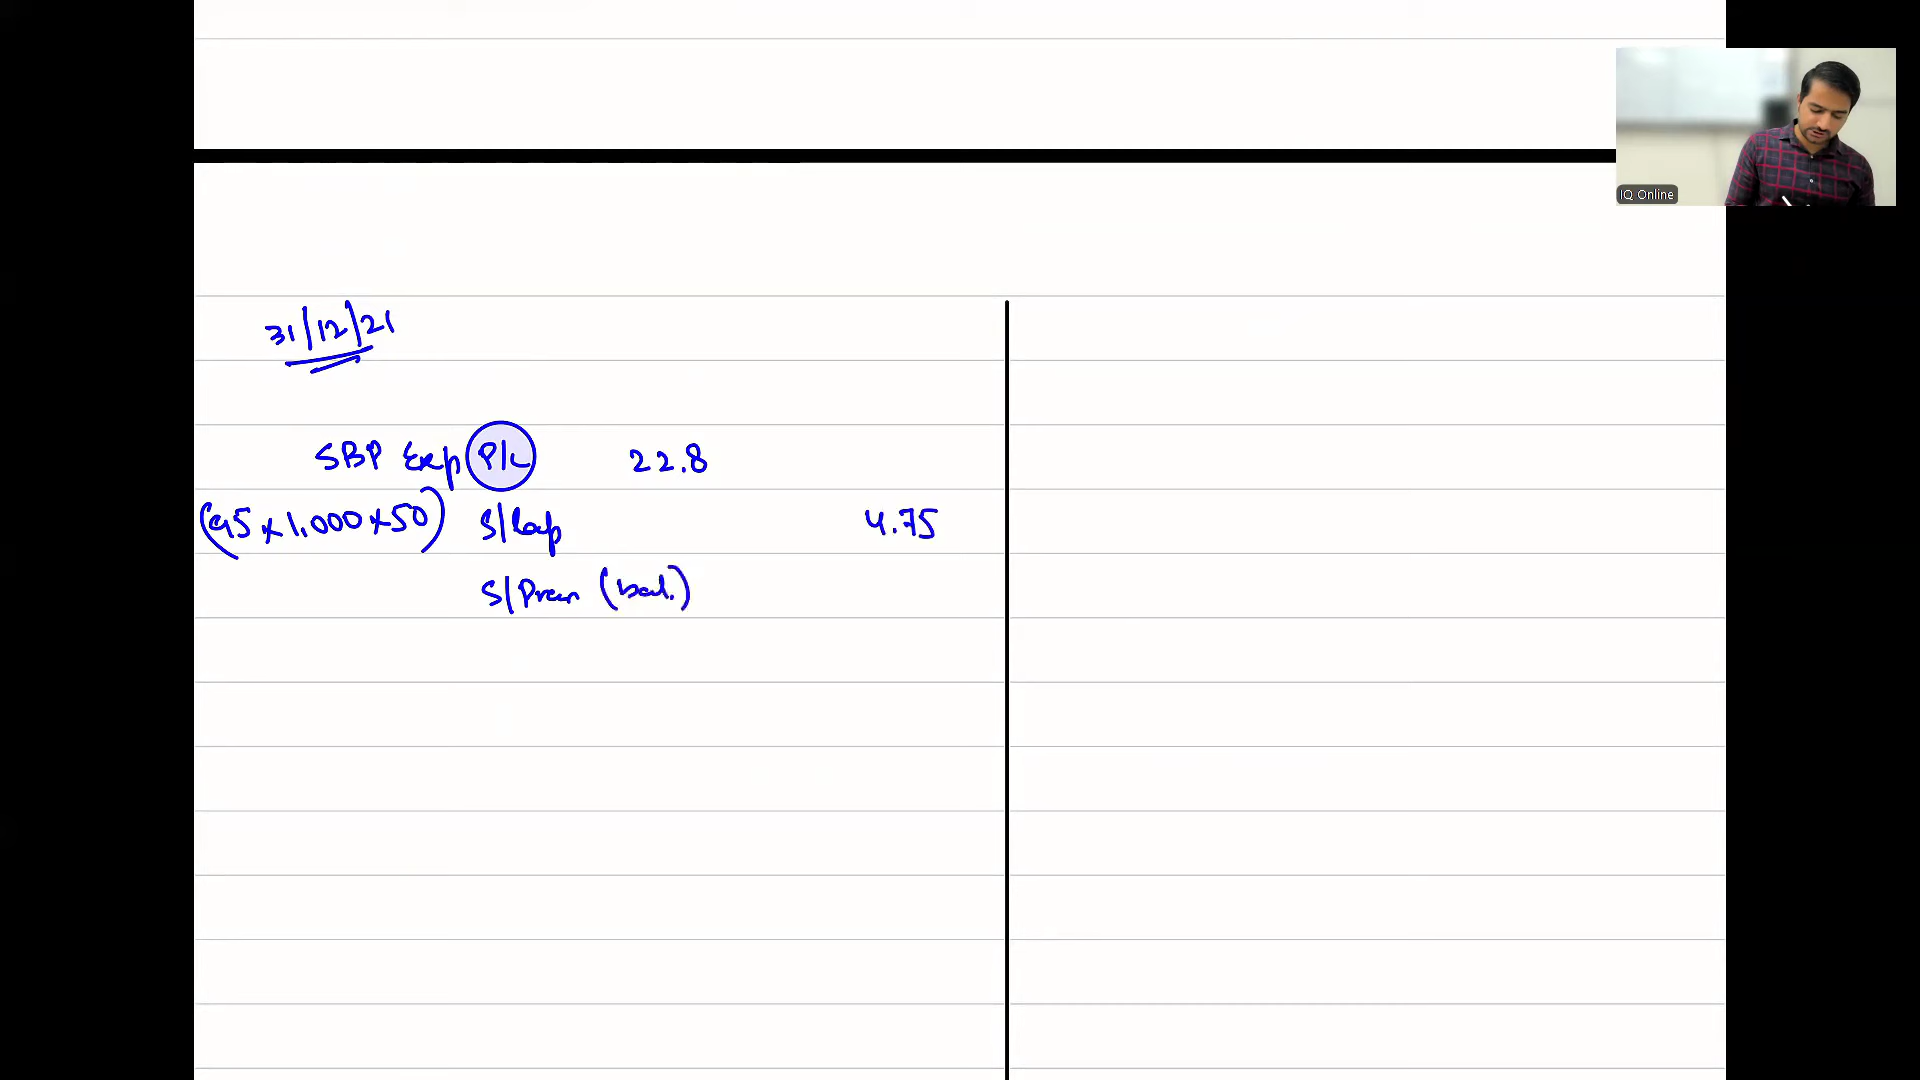 IQ Online
31/12/21
SBP Exp P/L 22.8
(95 x 1,000 x 50) S/Cap 4.75
S/Prem (bal.)